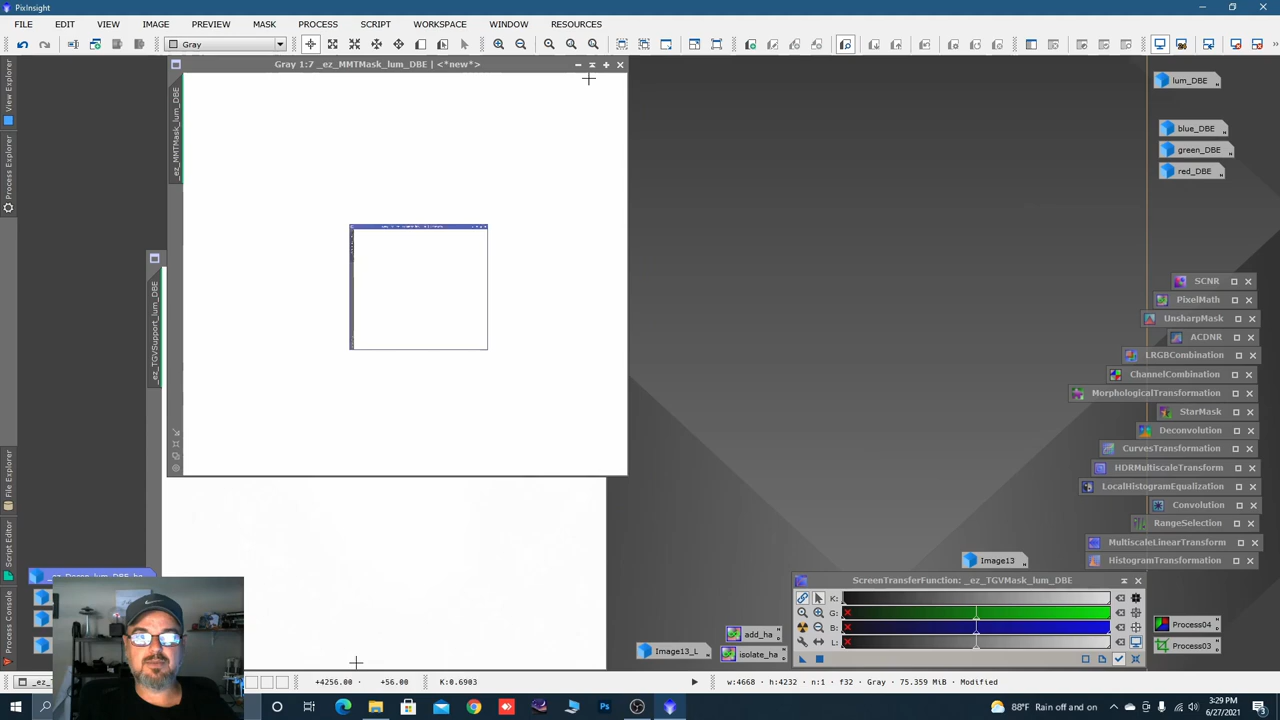 PixInsight
FILE EDIT VIEW IMAGE PREVIEW MASK PROCESS SCRIPT WORKSPACE WINDOW RESOURCES
Gray
Gray 1:7 _ez_MMTMask_lum_DBE | <*new*>
View Explorer
Process Explorer
File Explorer
Script Editor
Process Console
_ez_MMTMask_lum_DBE
_ez_TGVSupport_lum_DBE
lum_DBE
blue_DBE
green_DBE
red_DBE
SCNR
PixelMath
UnsharpMask
ACDNR
LRGBCombination
ChannelCombination
MorphologicalTransformation
StarMask
Deconvolution
CurvesTransformation
HDRMultiscaleTransform
LocalHistogramEqualization
Convolution
RangeSelection
MultiscaleLinearTransform
HistogramTransformation
Image13
ScreenTransferFunction: _ez_TGVMask_lum_DBE
K:
G:
B:
L:
add_ha
isolate_ha
Image13_L
Process04
Process03
_ez_Decon_lum_DBE_ha
_ez_
+4256.00 +56.00 K:0.6903
w:4668 h:4232 n:1 f32 Gray 75.359 MiB Modified
88°F Rain off and on
3:29 PM
6/27/2021